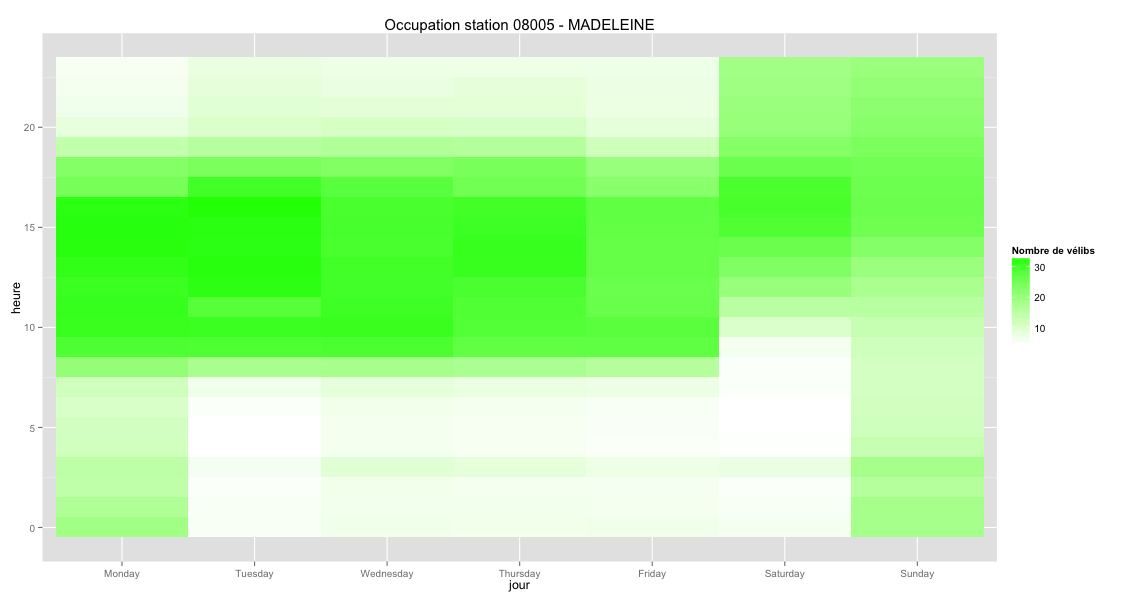 Occupation station 08005 - MADELEINE
heure
20
15
10
5
0
Monday Tuesday Wednesday Thursday Friday Saturday Sunday
jour
Nombre de vélibs
30
20
10